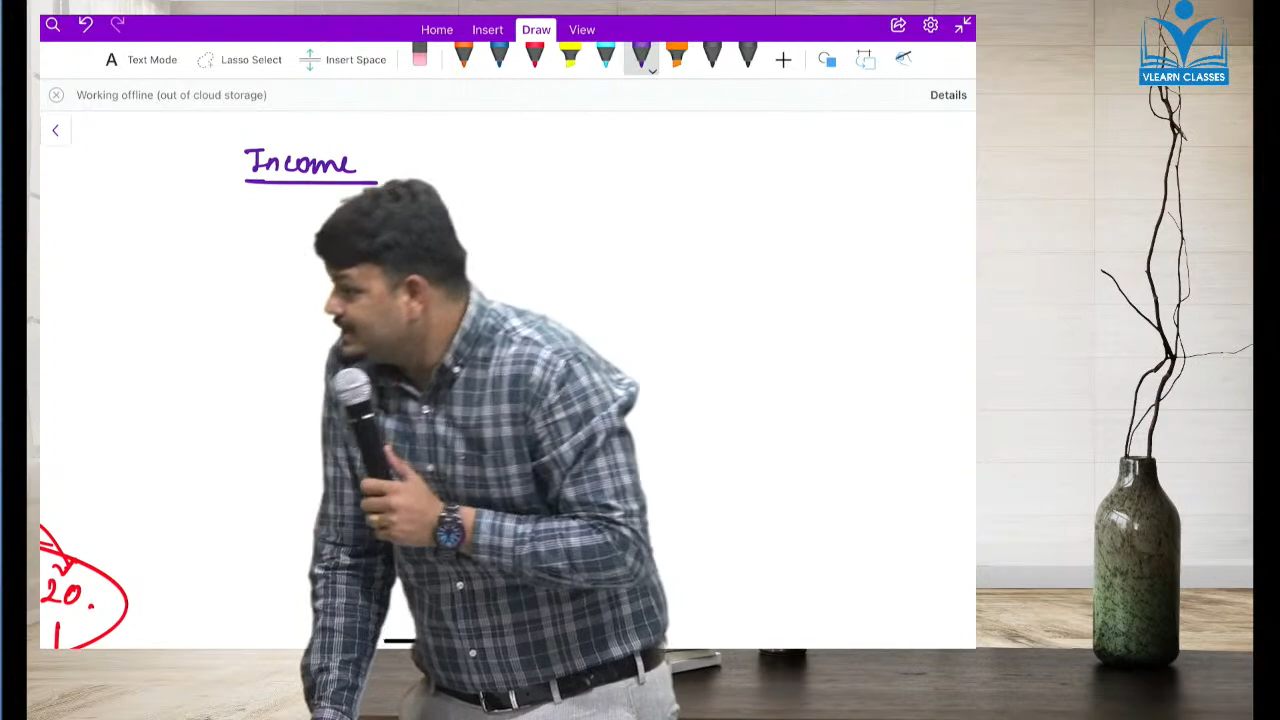 Home Insert Draw View
A Text Mode Lasso Select Insert Space
Working offline (out of cloud storage) Details
VLEARN CLASSES
Income
20.
1